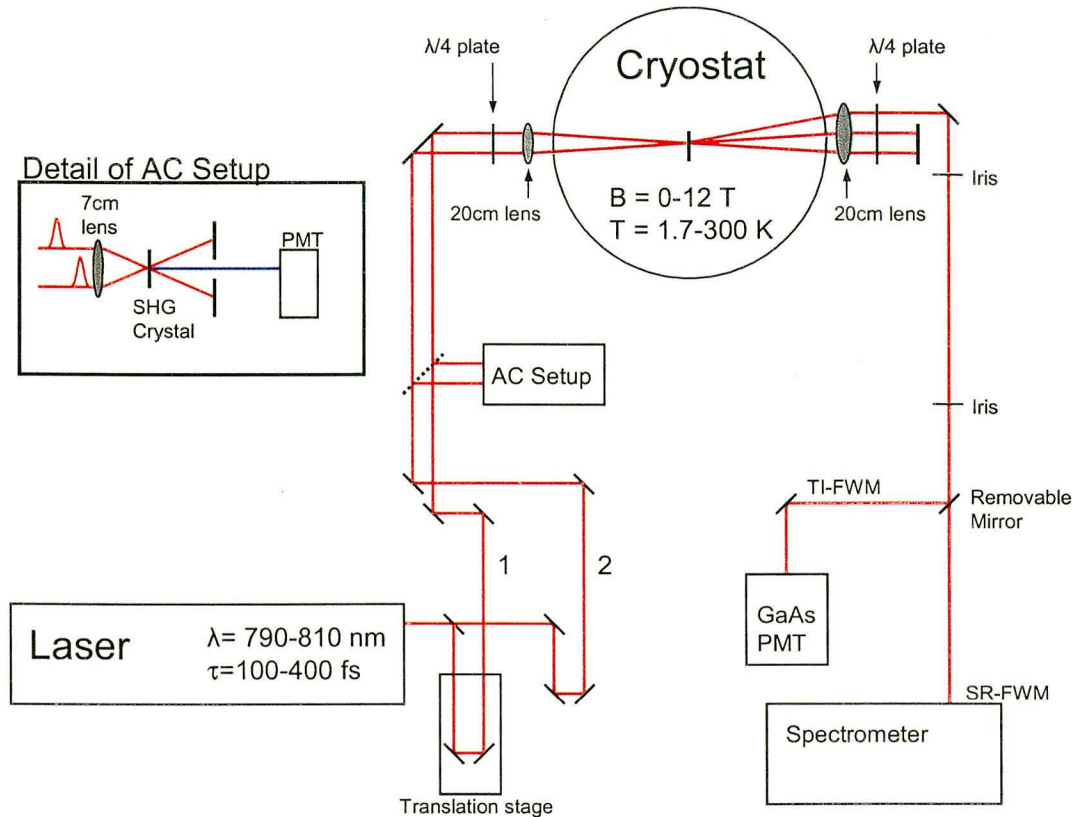 λ/4 plate
λ/4 plate
Cryostat
Detail of AC Setup
7cm
lens
PMT
SHG
Crystal
20cm lens
B = 0-12 T
T = 1.7-300 K
20cm lens
Iris
AC Setup
Iris
TI-FWM
Removable
Mirror
1
2
GaAs
PMT
Laser
λ= 790-810 nm
τ=100-400 fs
SR-FWM
Spectrometer
Translation stage